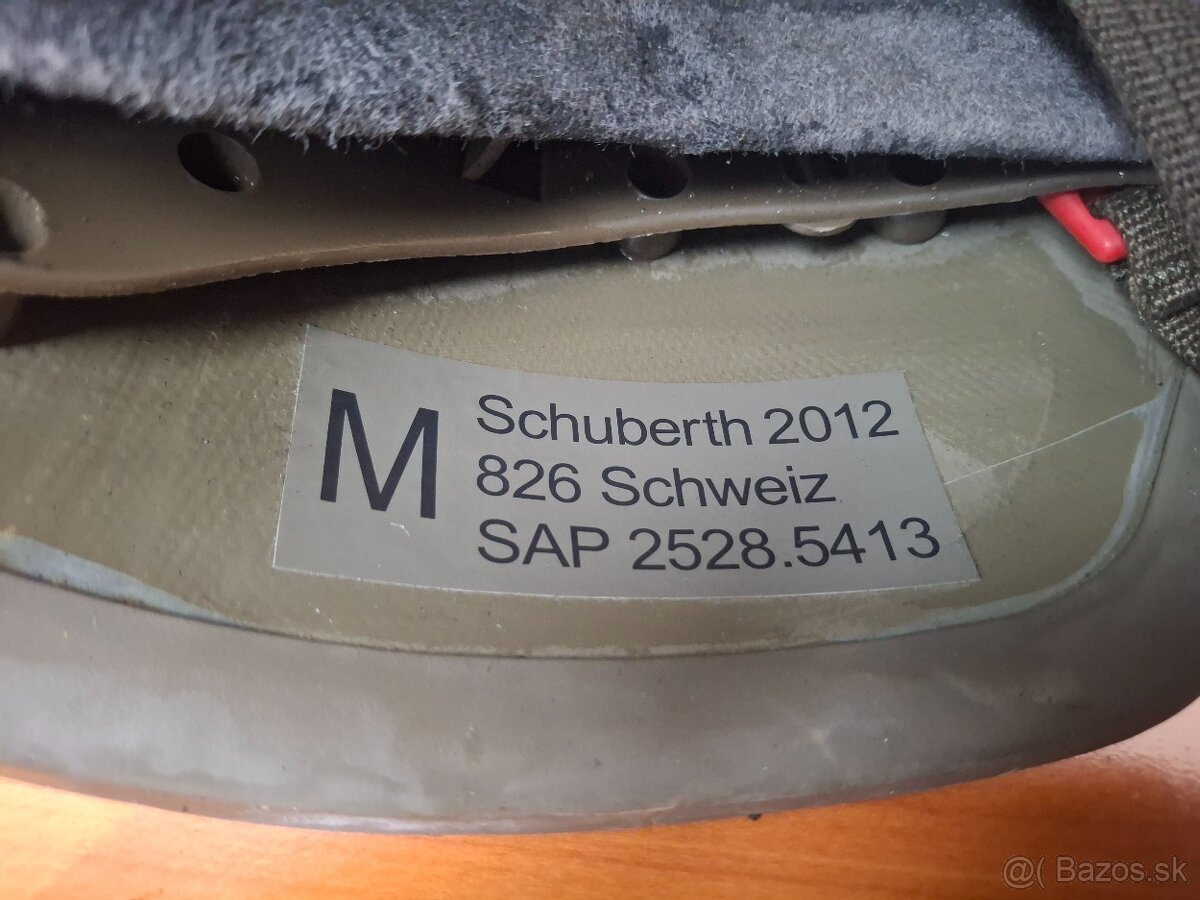 M
Schuberth 2012
826 Schweiz
SAP 2528.5413
@( Bazos.sk